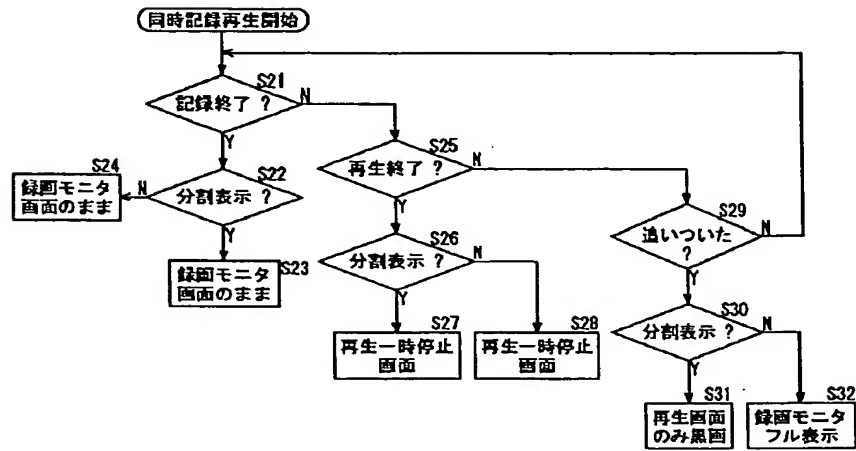 同時記録再生開始
S21
記録終了 ?
N
Y
S25
再生終了 ?
N
Y
S24
録画モニタ
画面のまま
N
S22
分割表示 ?
Y
S23
録画モニタ
画面のまま
S26
分割表示 ?
N
Y
S29
追いついた
?
N
Y
S27
再生一時停止
画面
S28
再生一時停止
画面
S30
分割表示 ?
N
Y
S31
再生画面
のみ黒画
S32
録画モニタ
フル表示